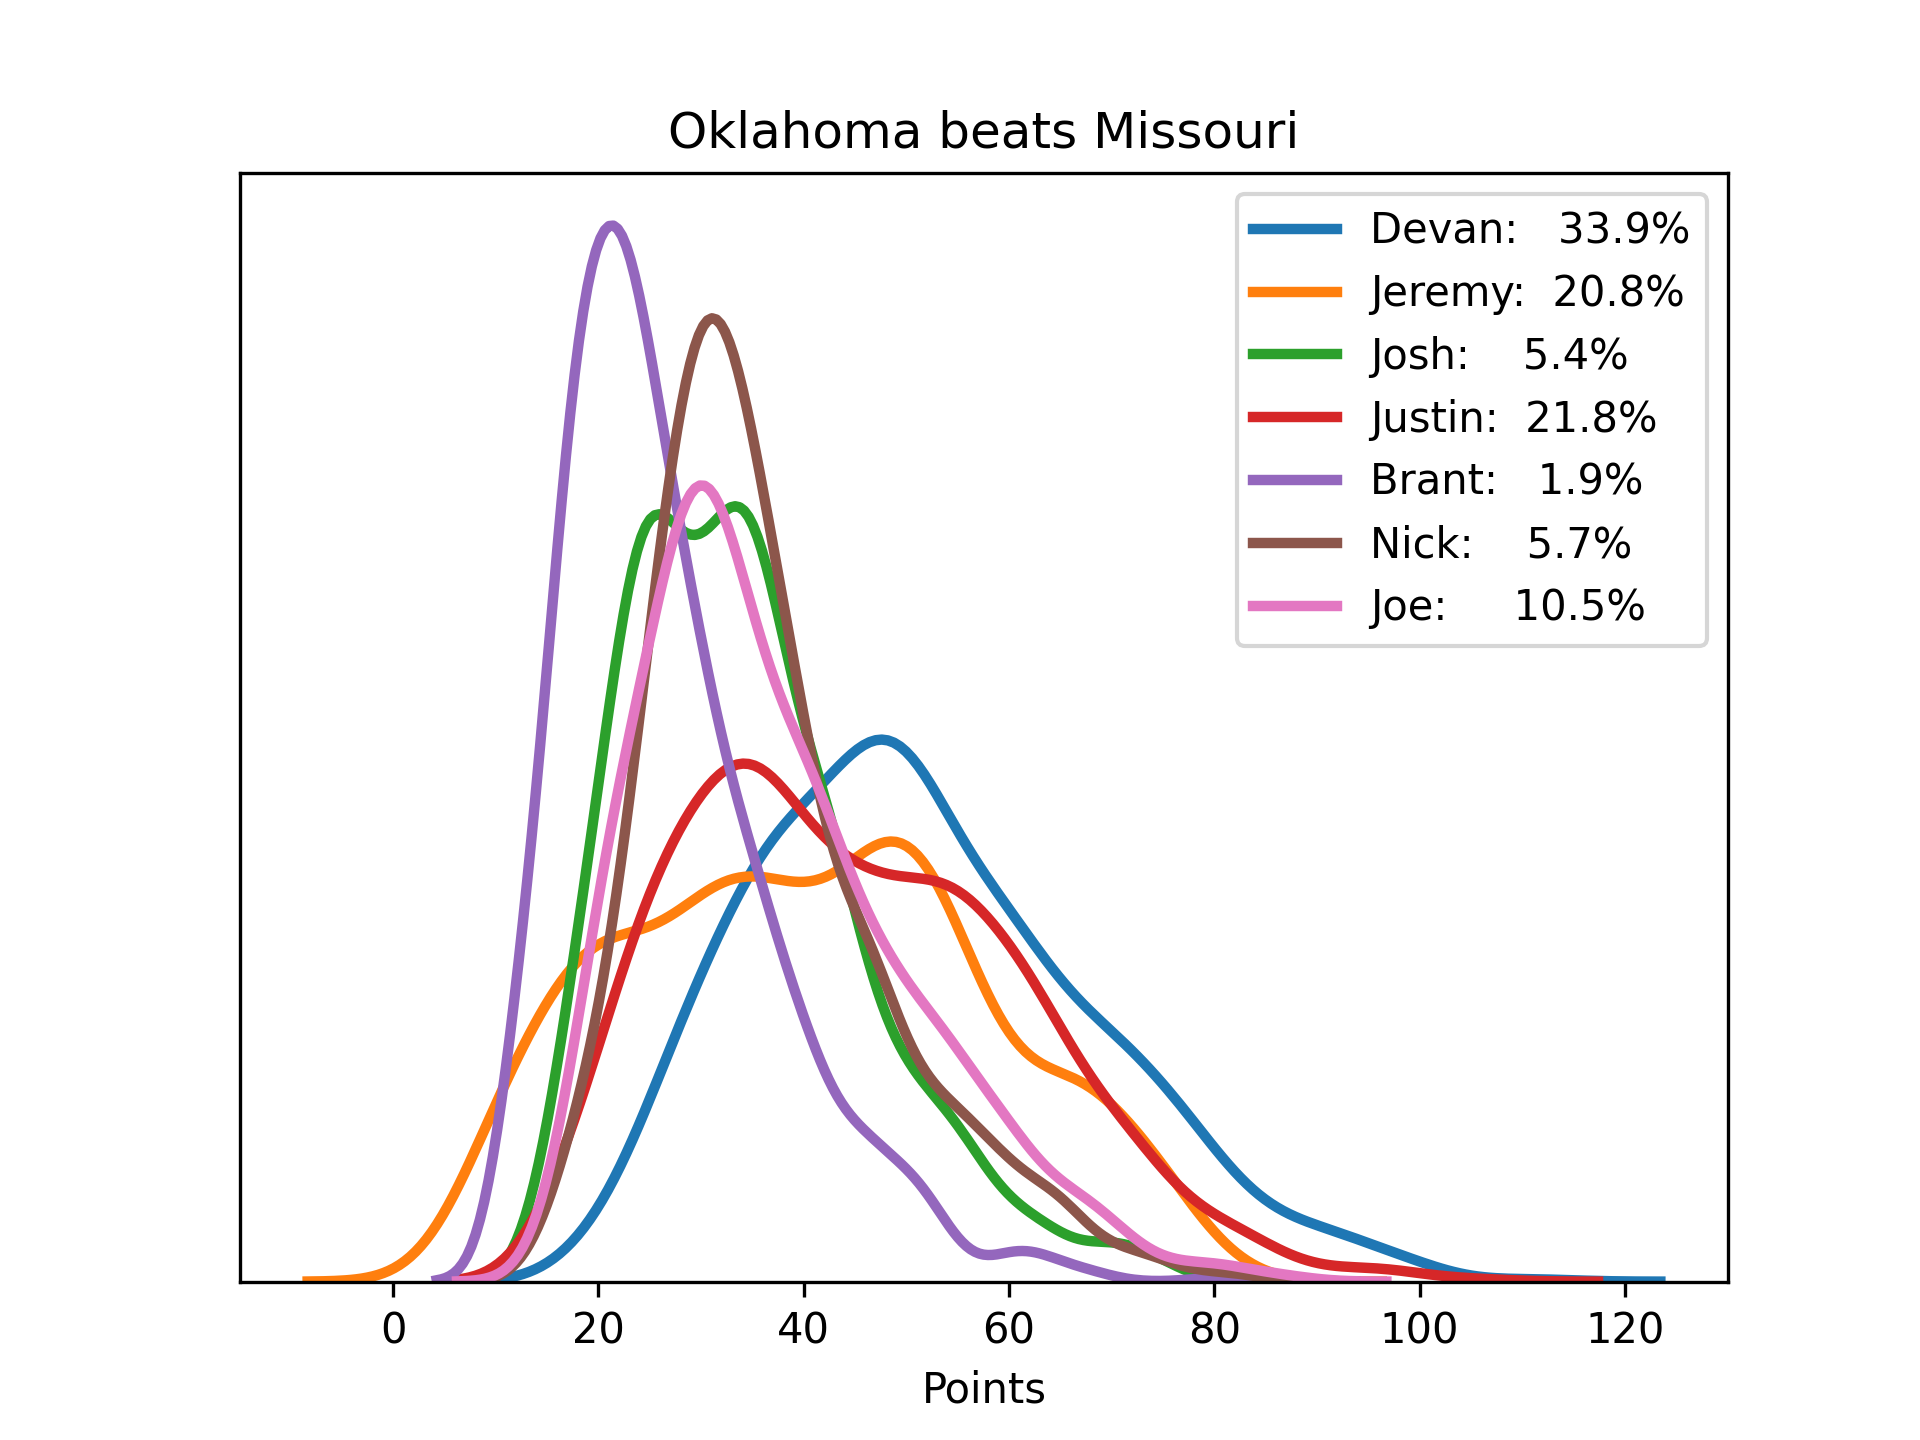 Oklahoma beats Missouri
Devan: 33.9%
Jeremy: 20.8%
Josh: 5.4%
Justin: 21.8%
Brant: 1.9%
Nick: 5.7%
Joe: 10.5%
0 20 40 60 80 100 120
Points